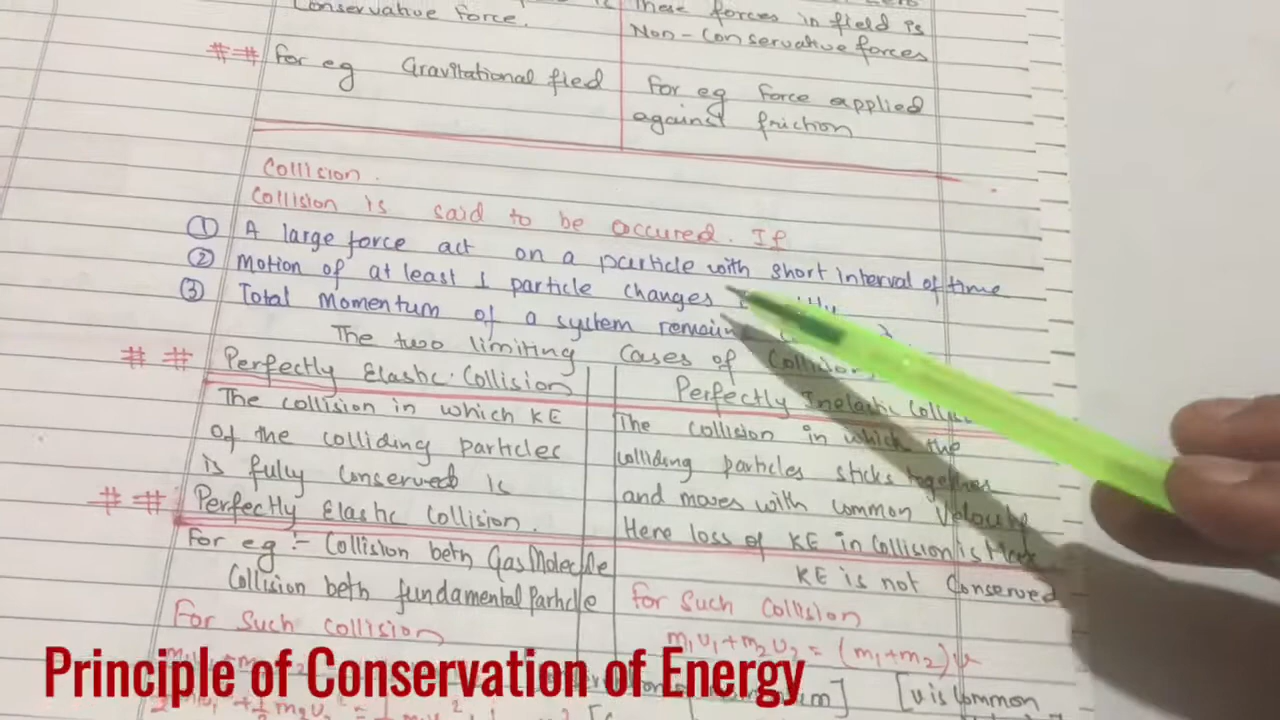 Conservative force.
These forces in field is
Non-Conservative forces
## for eg Gravitational fied
for eg force applied
against friction
Collision.
Collision is said to be occured. If
① A large force act on a particle with short interval of time
② Motion of at least 1 particle changes
③ Total Momentum of a system remain
The two limiting Cases of Collision
## Perfectly Elastic Collision
The collision in which KE
of the colliding particles
is fully conserved is
## Perfectly Elastic Collision.
for eg :- Collision betn Gas Molecule
Collision betn fundamental Particle
for Such collision
Perfectly Inelastic
The collision in which the
colliding particles sticks together
and moves with common Velocity
Here loss of KE in Collision is
KE is not Conserved
for Such Collision
m₁u₁+m₂u₂ = (m₁+m₂)v
[v is Common
Principle of Conservation of Energy